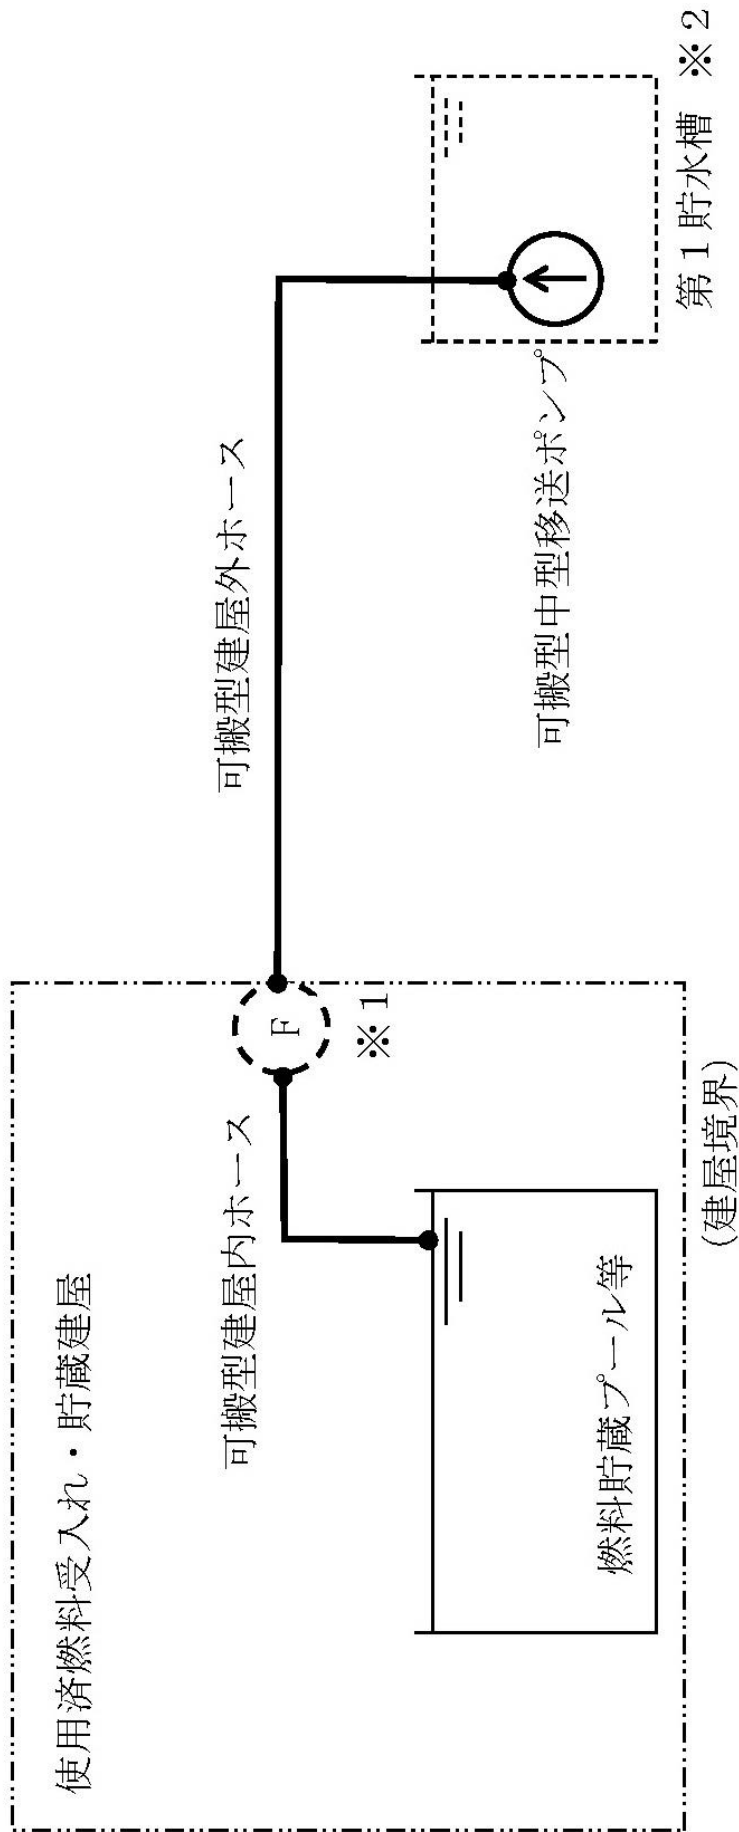 使用済燃料受入れ・貯蔵建屋
可搬型建屋内ホース
F
※1
燃料貯蔵プール等
(建屋境界)
可搬型建屋外ホース
可搬型中型移送ポンプ
第1貯水槽 ※2